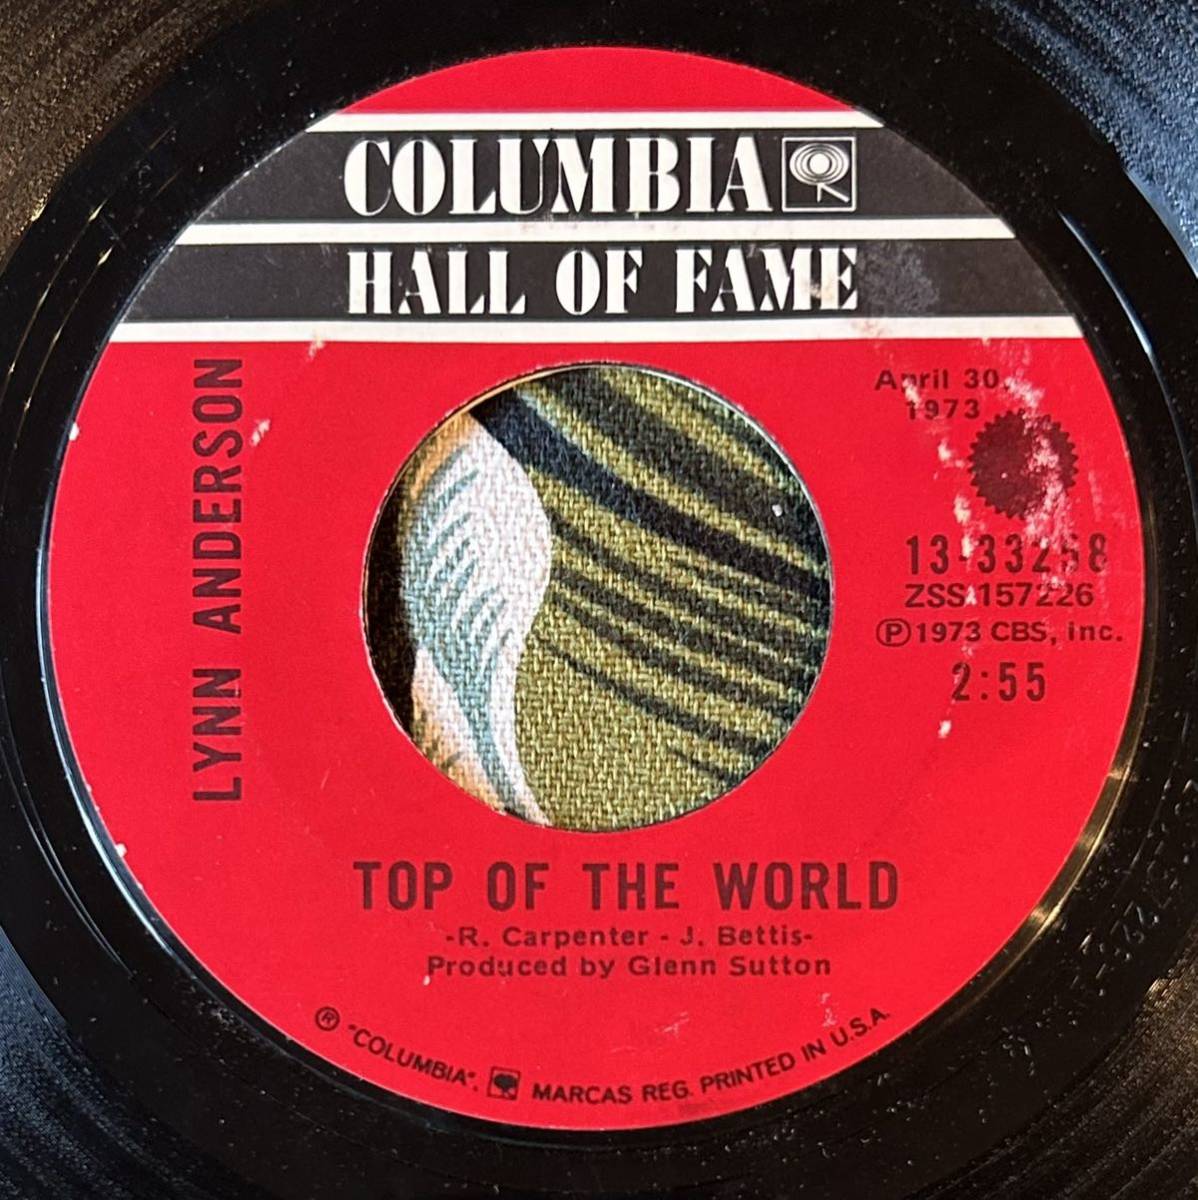 COLUMBIA
HALL OF FAME
LYNN ANDERSON
April 30,
1973
13-33258
ZSS 157226
Ⓟ1973 CBS, Inc.
2:55
TOP OF THE WORLD
-R. Carpenter - J. Bettis-
Produced by Glenn Sutton
® "COLUMBIA", MARCAS REG. PRINTED IN U.S.A.